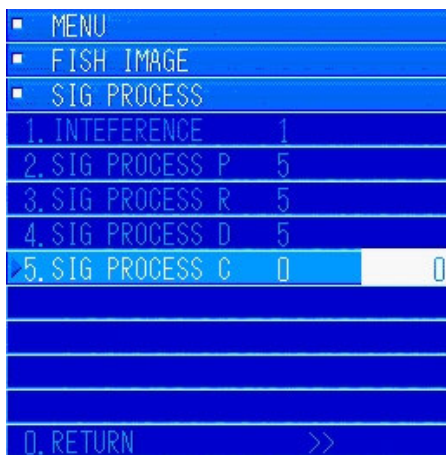 MENU
FISH IMAGE
SIG PROCESS
1. INTEFERENCE 1
2. SIG PROCESS P 5
3. SIG PROCESS R 5
4. SIG PROCESS D 5
5. SIG PROCESS C 0 0
0. RETURN >>